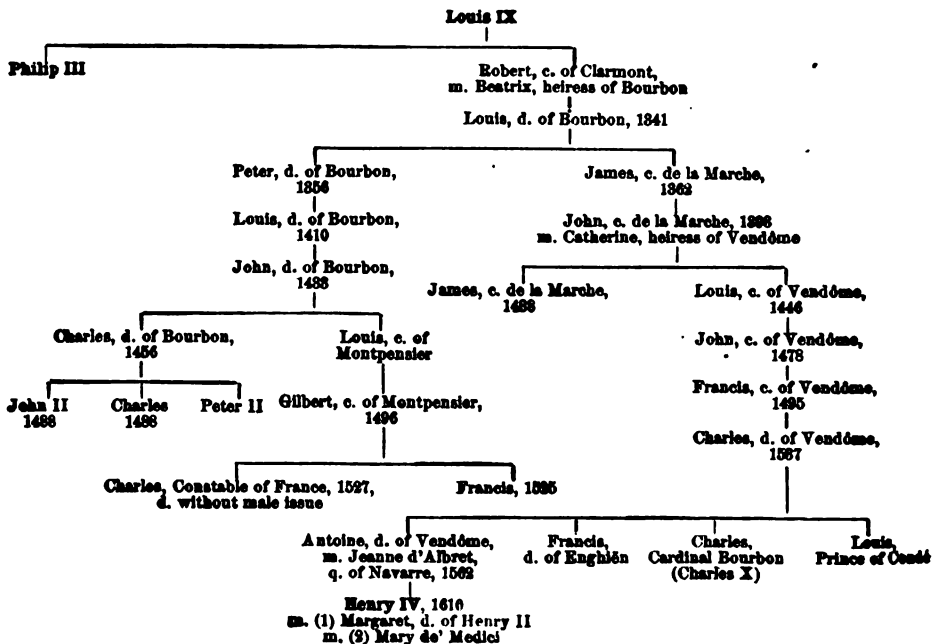 Louis IX
Philip III
Robert, c. of Clarmont,
m. Beatrix, heiress of Bourbon
Louis, d. of Bourbon, 1341
Peter, d. of Bourbon,
1356
James, c. de la Marche,
1362
Louis, d. of Bourbon,
1410
John, c. de la Marche, 1393
m. Catherine, heiress of Vendôme
John, d. of Bourbon,
1433
James, c. de la Marche,
1438
Louis, c. of Vendôme,
1446
Charles, d. of Bourbon,
1456
Louis, c. of
Montpensier
John, c. of Vendôme,
1478
John II
1488
Charles
1488
Peter II
Gilbert, c. of Montpensier,
1496
Francis, c. of Vendôme,
1495
Charles, d. of Vendôme,
1537
Charles, Constable of France, 1527,
d. without male issue
Francis,
Antoine, d. of Vendôme,
m. Jeanne d'Albret,
q. of Navarre, 1562
Francis,
d. of Enghiën
Charles,
Cardinal Bourbon
(Charles X)
Louis,
Prince of Condé
Henry IV, 1610
m. (1) Margaret, d. of Henry II
m. (2) Mary de' Medici